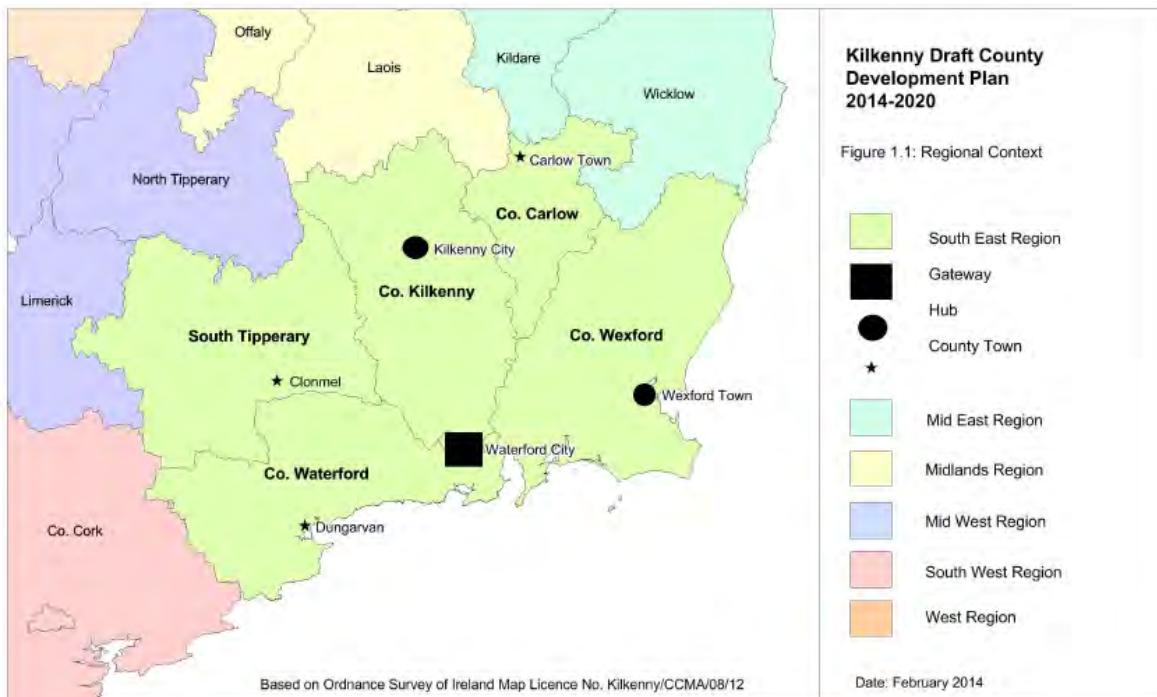 Offaly
Kildare
Laois
Wicklow
Carlow Town
North Tipperary
Co. Carlow
Kilkenny City
Co. Kilkenny
Limerick
South Tipperary
Co. Wexford
Clonmel
Wexford Town
Waterford City
Co. Waterford
Dungarvan
Co. Cork
Based on Ordnance Survey of Ireland Map Licence No. Kilkenny/CCMA/08/12
Kilkenny Draft County
Development Plan
2014-2020
Figure 1.1: Regional Context
South East Region
Gateway
Hub
County Town
Mid East Region
Midlands Region
Mid West Region
South West Region
West Region
Date: February 2014